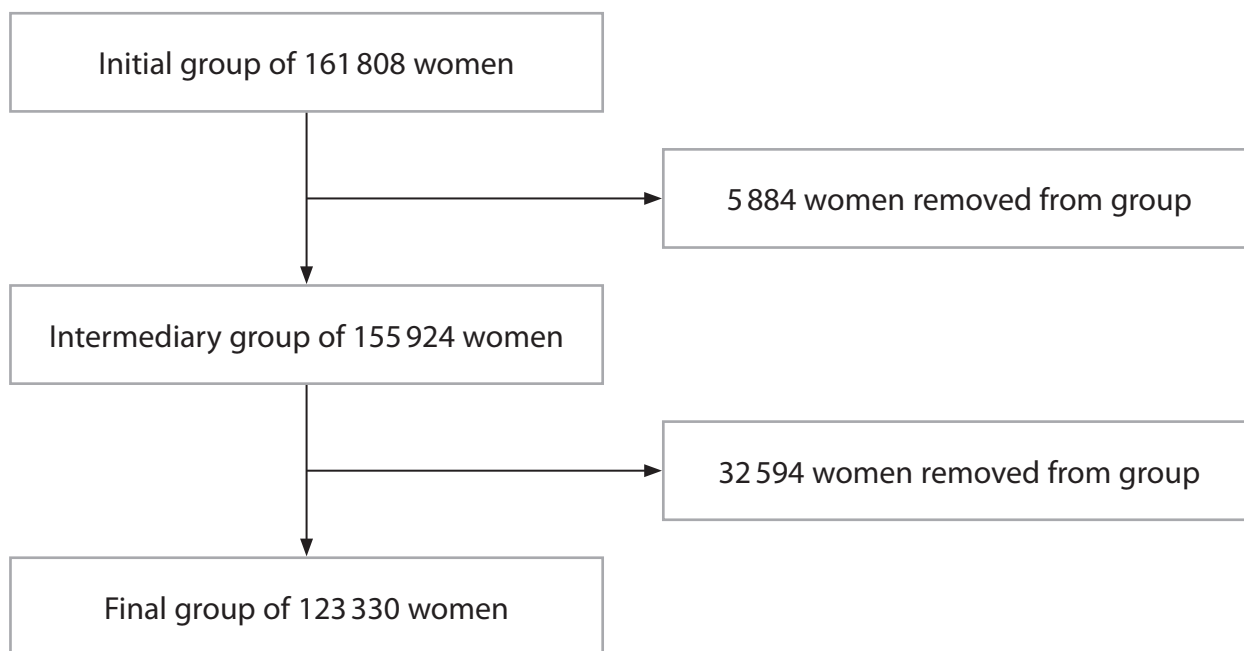 Initial group of 161 808 women
5 884 women removed from group
Intermediary group of 155 924 women
32 594 women removed from group
Final group of 123 330 women